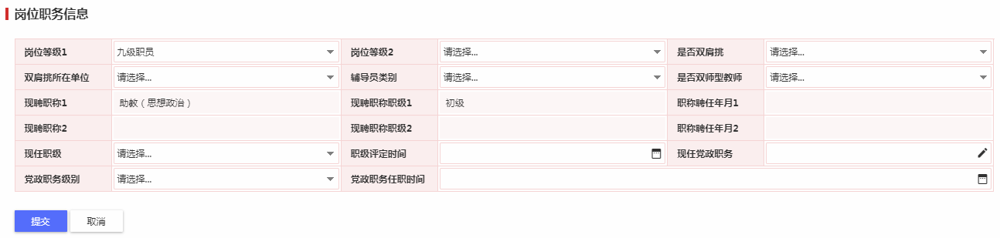 岗位职务信息
岗位等级1 九级职员 岗位等级2 请选择... 是否双肩挑 请选择...
双肩挑所在单位 请选择... 辅导员类别 请选择... 是否双师型教师 请选择...
现聘职称1 助教（思想政治） 现聘职称职级1 初级 职称聘任年月1
现聘职称2 现聘职称职级2 职称聘任年月2
现任职级 请选择... 职级评定时间 现任党政职务
党政职务级别 请选择... 党政职务任职时间
提交 取消